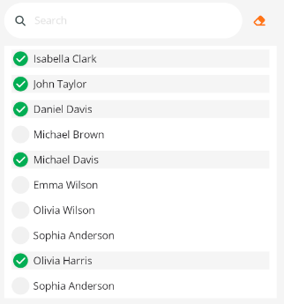 Search
Isabella Clark
John Taylor
Daniel Davis
Michael Brown
Michael Davis
Emma Wilson
Olivia Wilson
Sophia Anderson
Olivia Harris
Sophia Anderson